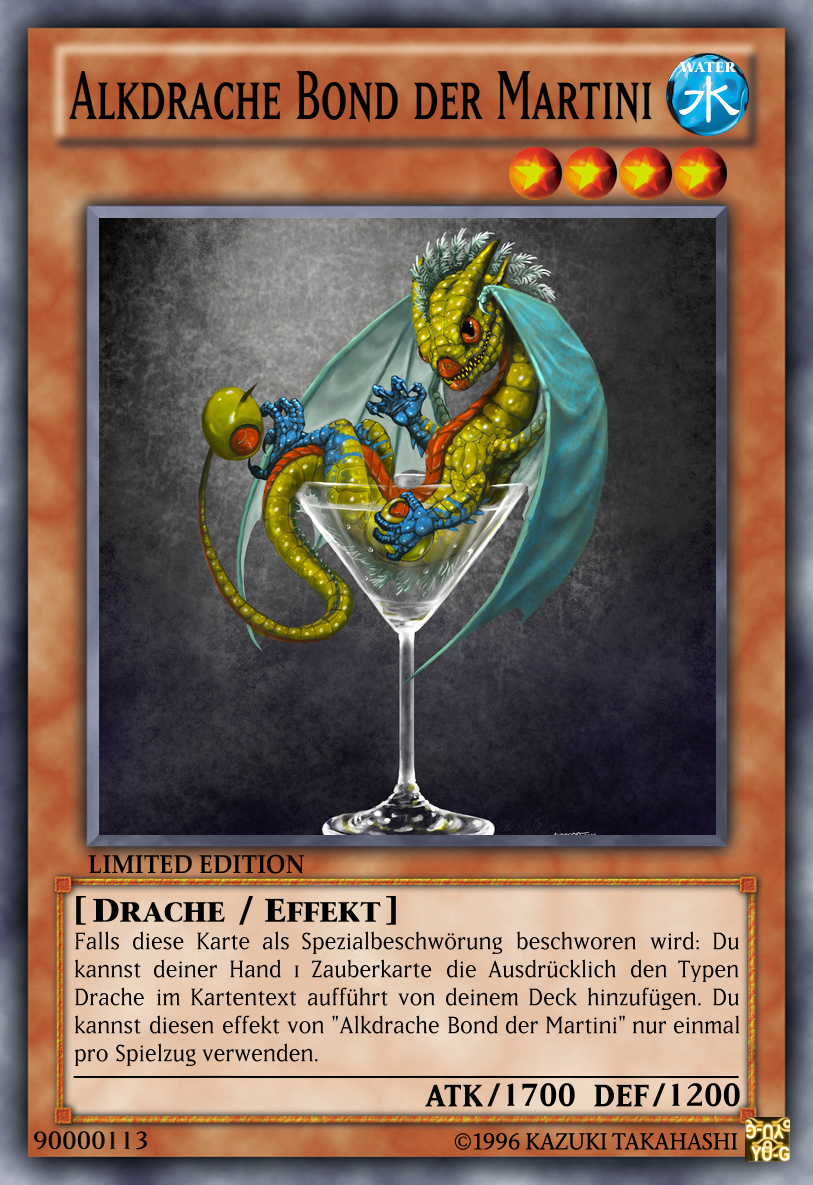 Alkdrache Bond der Martini
WATER
水
LIMITED EDITION
[ Drache / Effekt ]
Falls diese Karte als Spezialbeschwörung beschworen wird: Du
kannst deiner Hand 1 Zauberkarte die Ausdrücklich den Typen
Drache im Kartentext aufführt von deinem Deck hinzufügen. Du
kannst diesen effekt von "Alkdrache Bond der Martini" nur einmal
pro Spielzug verwenden.
ATK/1700 DEF/1200
90000113
©1996 KAZUKI TAKAHASHI